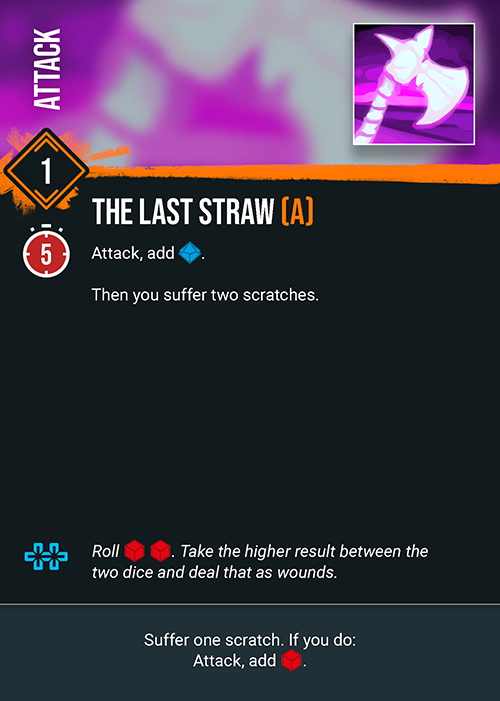 ATTACK
1
THE LAST STRAW (A)
5
Attack, add .
Then you suffer two scratches.
Roll . Take the higher result between the
two dice and deal that as wounds.
Suffer one scratch. If you do:
Attack, add .